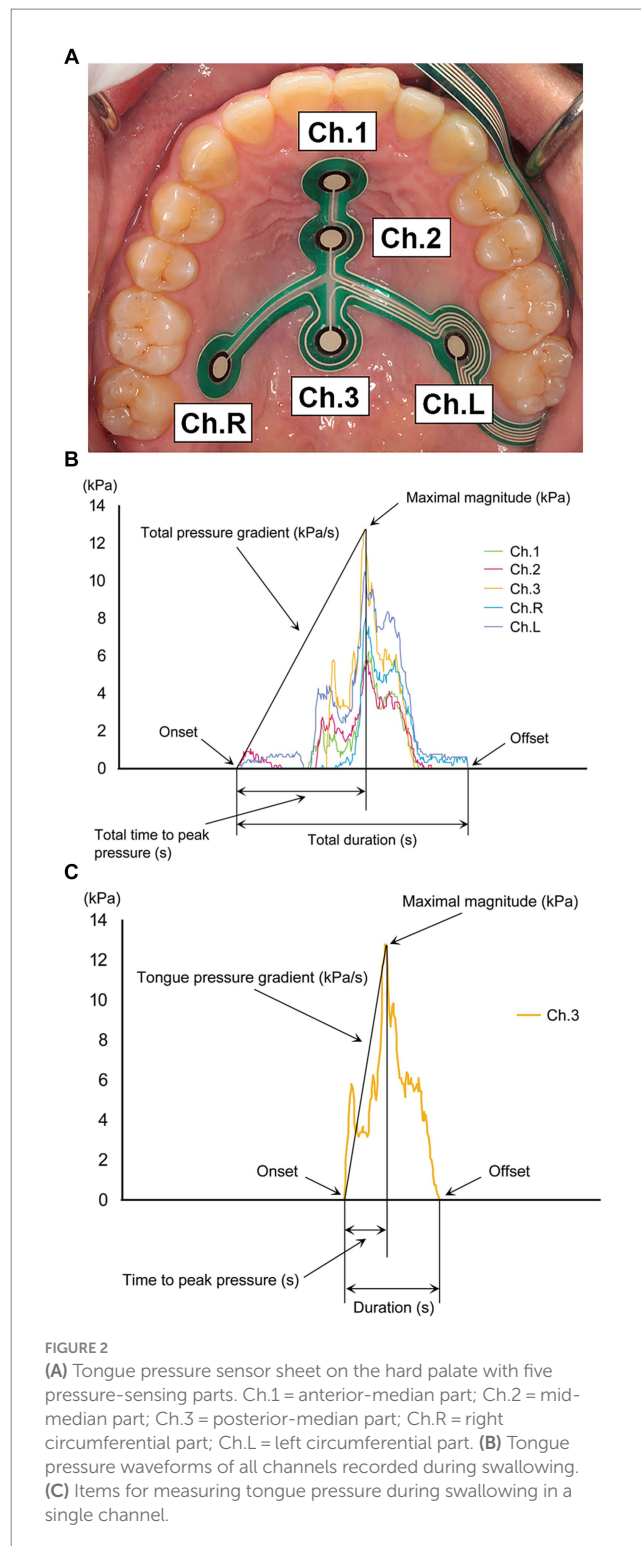 A
Ch.1
Ch.2
Ch.3
Ch.R
Ch.L
B
(kPa)
14
12
10
8
6
4
2
0
Total pressure gradient (kPa/s)
Maximal magnitude (kPa)
Ch.1
Ch.2
Ch.3
Ch.R
Ch.L
Onset
Offset
Total time to peak
pressure (s)
Total duration (s)
C
(kPa)
14
12
10
8
6
4
2
0
Maximal magnitude (kPa)
Tongue pressure gradient (kPa/s)
Ch.3
Onset
Offset
Time to peak pressure (s)
Duration (s)
FIGURE 2
(A) Tongue pressure sensor sheet on the hard palate with five
pressure-sensing parts. Ch.1 = anterior-median part; Ch.2 = mid-
median part; Ch.3 = posterior-median part; Ch.R = right
circumferential part; Ch.L = left circumferential part. (B) Tongue
pressure waveforms of all channels recorded during swallowing.
(C) Items for measuring tongue pressure during swallowing in a
single channel.